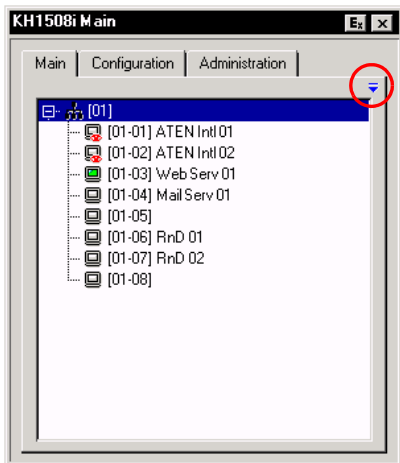 KH1508i Main Ex X
Main Configuration Administration
[01]
[01-01] ATEN Intl 01
[01-02] ATEN Intl 02
[01-03] Web Serv 01
[01-04] Mail Serv 01
[01-05]
[01-06] RnD 01
[01-07] RnD 02
[01-08]